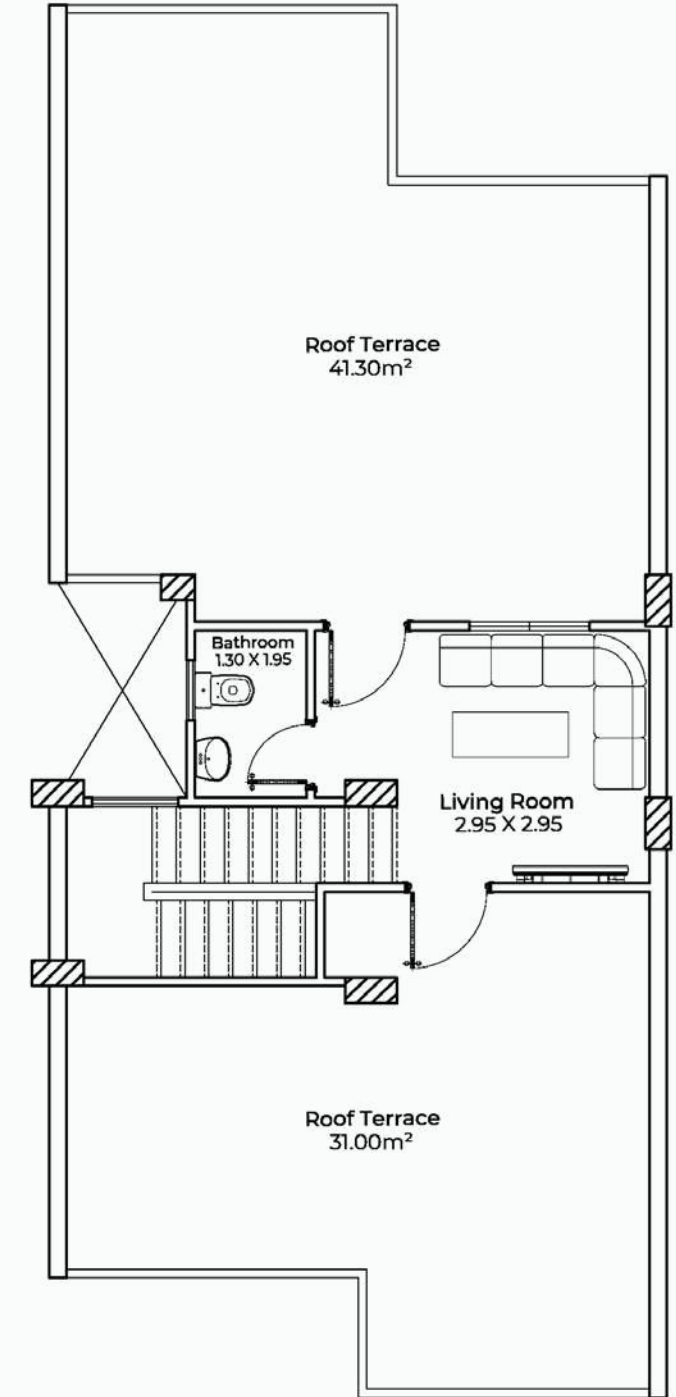 Roof Terrace
41.30m²
Bathroom
1.30 X 1.95
Living Room
2.95 X 2.95
Roof Terrace
31.00m²